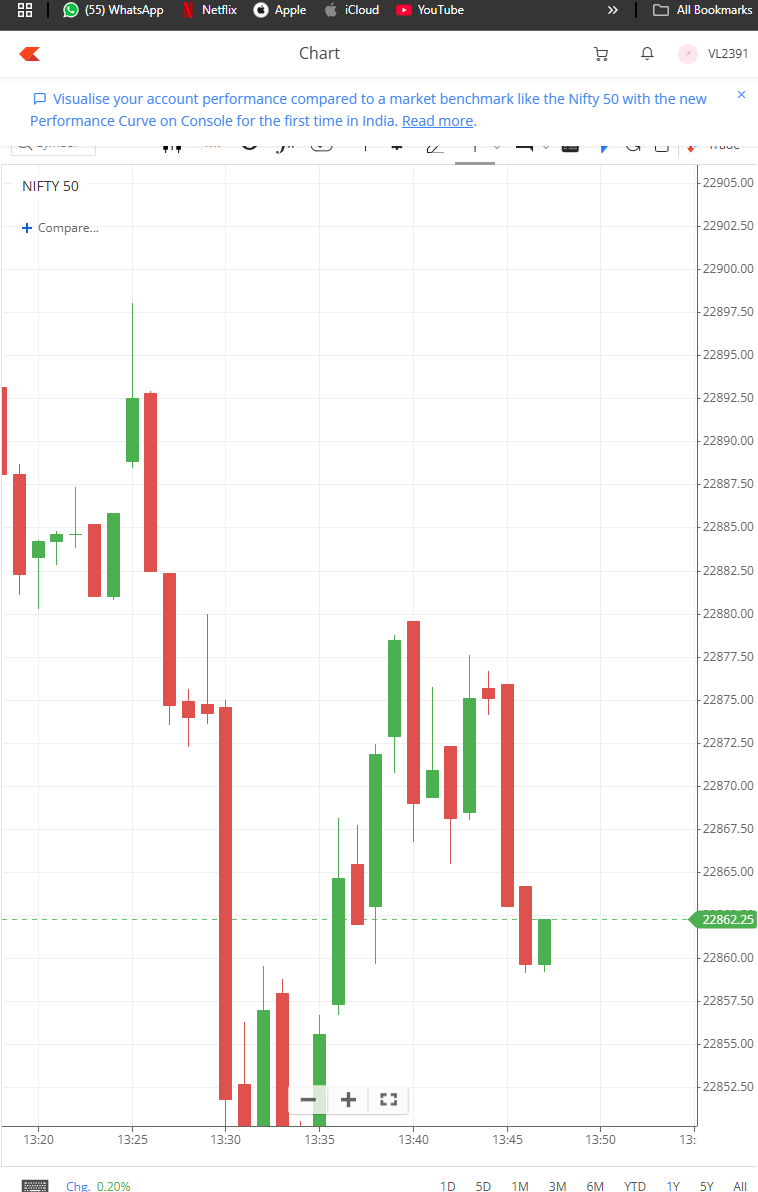 (55) WhatsApp
Netflix
Apple
iCloud
YouTube
»
All Bookmarks
Chart
VL2391
Visualise your account performance compared to a market benchmark like the Nifty 50 with the new
Performance Curve on Console for the first time in India. Read more.
×
NIFTY 50
+ Compare...
22905.00
22902.50
22900.00
22897.50
22895.00
22892.50
22890.00
22887.50
22885.00
22882.50
22880.00
22877.50
22875.00
22872.50
22870.00
22867.50
22865.00
22862.25
22860.00
22857.50
22855.00
22852.50
13:20
13:25
13:30
13:35
13:40
13:45
13:50
13:
Chg. 0.20%
1D
5D
1M
3M
6M
YTD
1Y
5Y
All